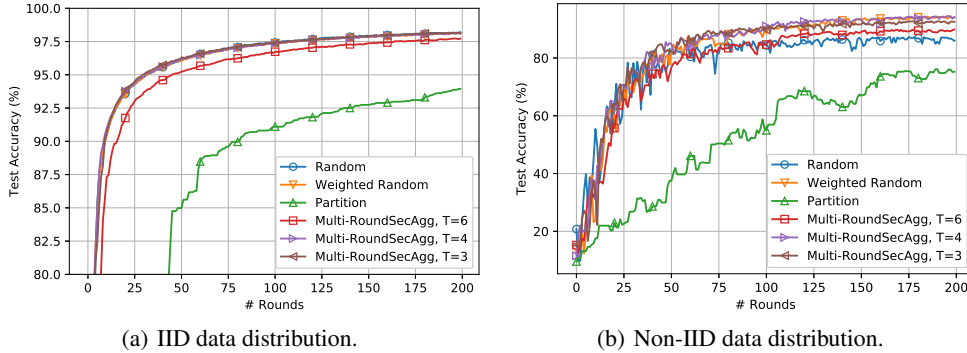 100.0
97.5
95.0
92.5
90.0
87.5
85.0
82.5
80.0
Test Accuracy (%)
0 25 50 75 100 125 150 175 200
# Rounds
Random
Weighted Random
Partition
Multi-RoundSecAgg, T=6
Multi-RoundSecAgg, T=4
Multi-RoundSecAgg, T=3
(a) IID data distribution.
80
60
40
20
Test Accuracy (%)
0 25 50 75 100 125 150 175 200
# Rounds
Random
Weighted Random
Partition
Multi-RoundSecAgg, T=6
Multi-RoundSecAgg, T=4
Multi-RoundSecAgg, T=3
(b) Non-IID data distribution.